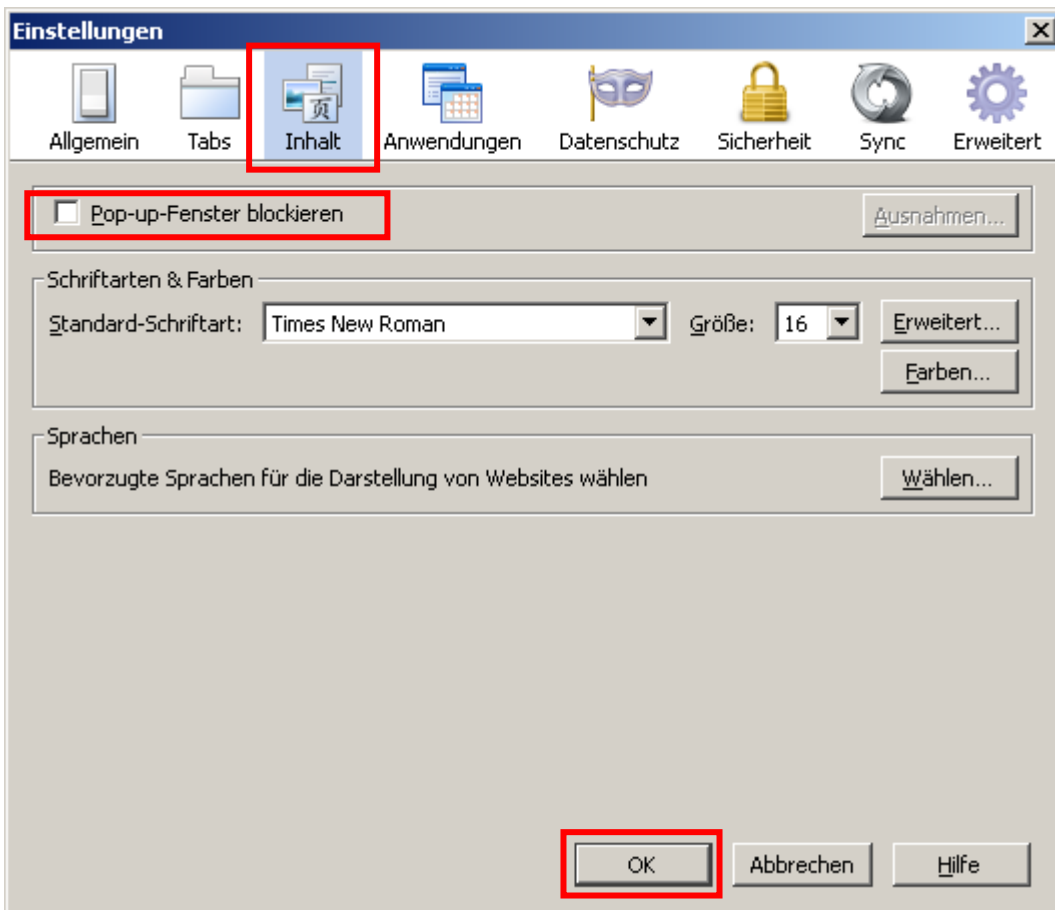 Einstellungen
页
Allgemein Tabs Inhalt Anwendungen Datenschutz Sicherheit Sync Erweitert
Pop-up-Fenster blockieren Ausnahmen...
Schriftarten & Farben
Standard-Schriftart: Times New Roman Größe: 16 Erweitert...
Farben...
Sprachen
Bevorzugte Sprachen für die Darstellung von Websites wählen Wählen...
OK Abbrechen Hilfe